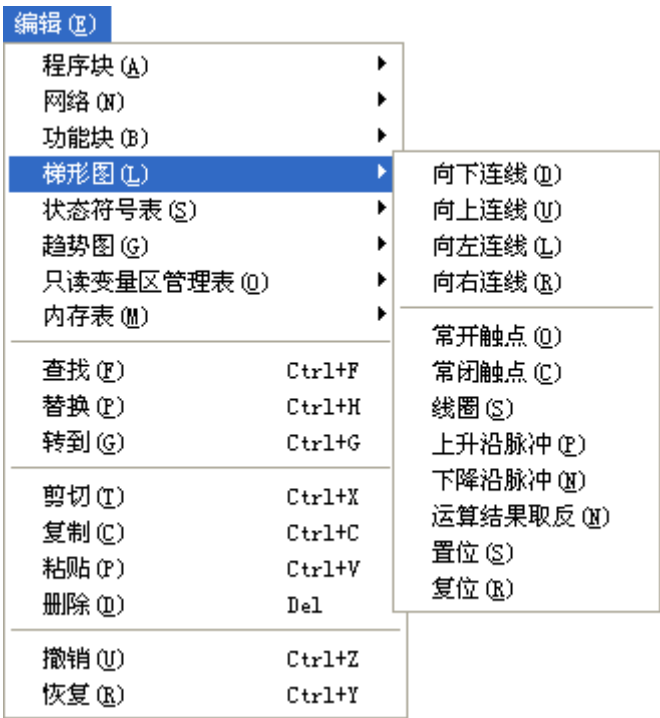 编辑(E)
程序块(A)
网络(N)
功能块(B)
梯形图(L)
状态符号表(S)
趋势图(G)
只读变量区管理表(O)
内存表(M)
查找(F) Ctrl+F
替换(P) Ctrl+H
转到(G) Ctrl+G
剪切(T) Ctrl+X
复制(C) Ctrl+C
粘贴(P) Ctrl+V
删除(D) Del
撤销(U) Ctrl+Z
恢复(R) Ctrl+Y
向下连线(D)
向上连线(U)
向左连线(L)
向右连线(R)
常开触点(O)
常闭触点(C)
线圈(S)
上升沿脉冲(P)
下降沿脉冲(N)
运算结果取反(N)
置位(S)
复位(R)